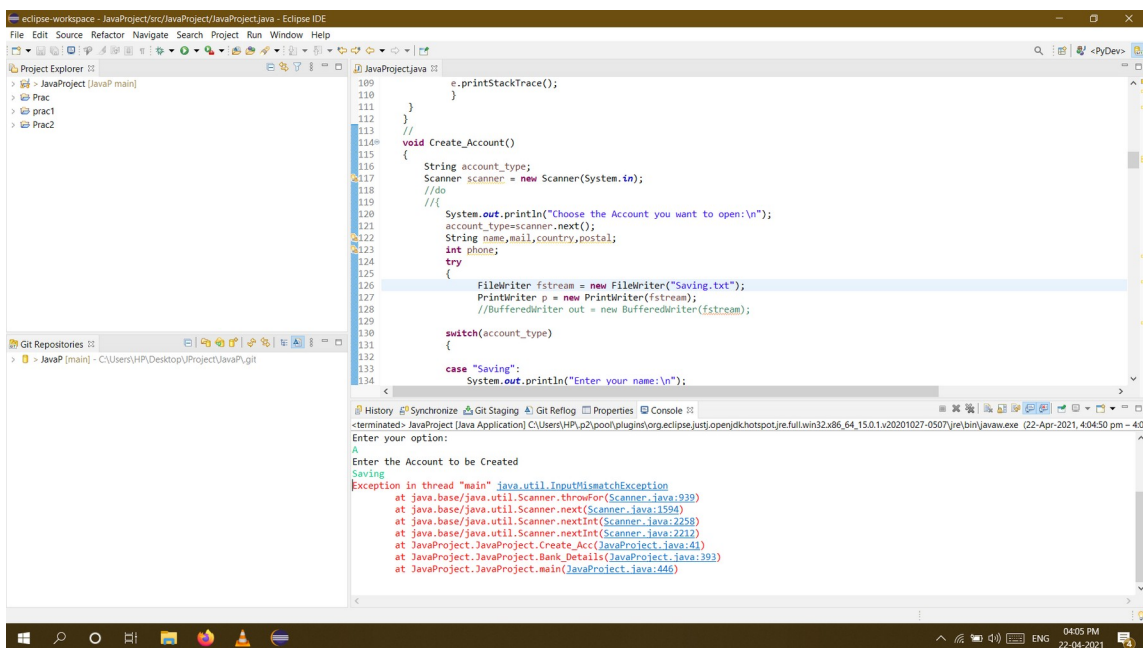 eclipse-workspace - JavaProject/src/JavaProject/JavaProject.java - Eclipse IDE
File Edit Source Refactor Navigate Search Project Run Window Help
<PyDev>
Project Explorer
> JavaProject [JavaP main]
Prac
prac1
Prac2
JavaProject.java
109 e.printStackTrace();
110 }
111 }
112 }
113 //
114 void Create_Account()
115 {
116 String account_type;
117 Scanner scanner = new Scanner(System.in);
118 //do
119 //{
120 System.out.println("Choose the Account you want to open:\n");
121 account_type=scanner.next();
122 String name,mail,country,postal;
123 int phone;
124 try
125 {
126 FileWriter fstream = new FileWriter("Saving.txt");
127 PrintWriter p = new PrintWriter(fstream);
128 //BufferedWriter out = new BufferedWriter(fstream);
129
130 switch(account_type)
131 {
132
133 case "Saving":
134 System.out.println("Enter your name:\n");
Git Repositories
> JavaP [main] - C:\Users\HP\Desktop\JProject\JavaP\.git
History Synchronize Git Staging Git Reflog Properties Console
<terminated> JavaProject [Java Application] C:\Users\HP\.p2\pool\plugins\org.eclipse.justj.openjdk.hotspot.jre.full.win32.x86_64_15.0.1.v20201027-0507\jre\bin\javaw.exe (22-Apr-2021, 4:04:50 pm – 4:0
Enter your option:
A
Enter the Account to be Created
Saving
Exception in thread "main" java.util.InputMismatchException
at java.base/java.util.Scanner.throwFor(Scanner.java:939)
at java.base/java.util.Scanner.next(Scanner.java:1594)
at java.base/java.util.Scanner.nextInt(Scanner.java:2258)
at java.base/java.util.Scanner.nextInt(Scanner.java:2212)
at JavaProject.JavaProject.Create_Acc(JavaProject.java:41)
at JavaProject.JavaProject.Bank_Details(JavaProject.java:393)
at JavaProject.JavaProject.main(JavaProject.java:446)
ENG
04:05 PM
22-04-2021